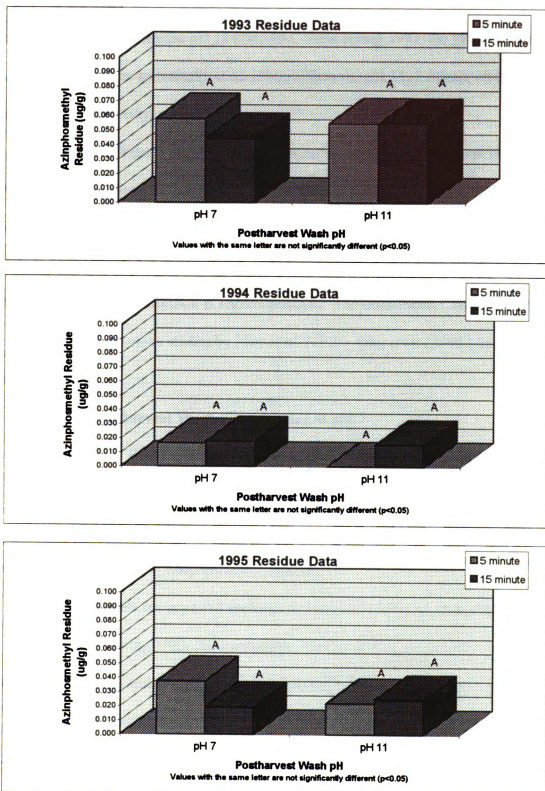 1993 Residue Data
5 minute
15 minute
Azinphosmethyl
Residue (ug/g)
0.100
0.090
0.080
0.070
0.060
0.050
0.040
0.030
0.020
0.010
0.000
A
A
A
A
pH 7
pH 11
Postharvest Wash pH
Values with the same letter are not significantly different (p<0.05)
1994 Residue Data
5 minute
15 minute
Azinphosmethyl Residue
(ug/g)
0.100
0.090
0.080
0.070
0.060
0.050
0.040
0.030
0.020
0.010
0.000
A
A
A
A
pH 7
pH 11
Postharvest Wash pH
Values with the same letter are not significantly different (p<0.05)
1995 Residue Data
5 minute
15 minute
Azinphosmethyl Residue
(ug/g)
0.100
0.090
0.080
0.070
0.060
0.050
0.040
0.030
0.020
0.010
0.000
A
A
A
A
pH 7
pH 11
Postharvest Wash pH
Values with the same letter are not significantly different (p<0.05)